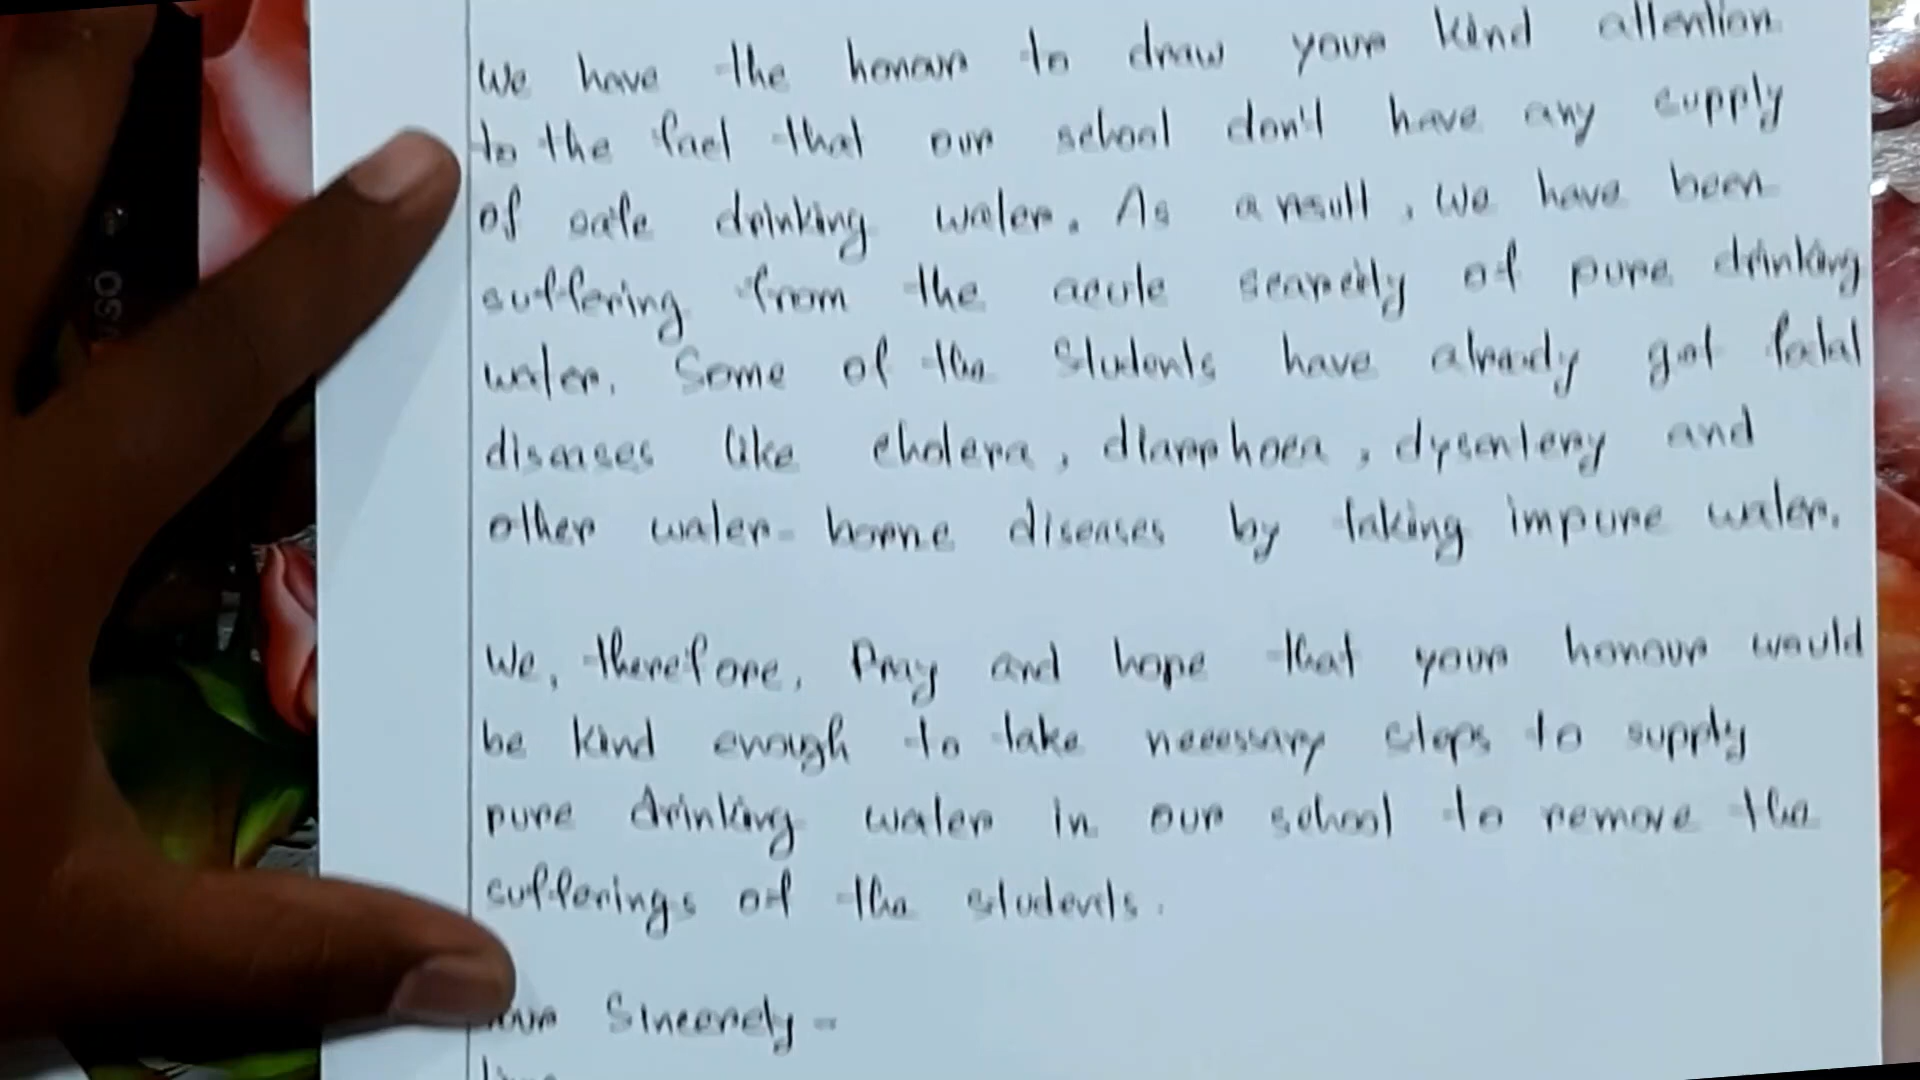 We have the honour to draw your kind attention
to the fact that our school don't have any supply
of safe drinking water. As a result, we have been
suffering from the acute scarcity of pure drinking
water. Some of the students have already got fatal
diseases like cholera, diarrhoea, dysentery and
other water-borne diseases by taking impure water.
We, therefore, Pray and hope that your honour would
be kind enough to take necessary steps to supply
pure drinking water in our school to remove the
sufferings of the students.
Sincerely -